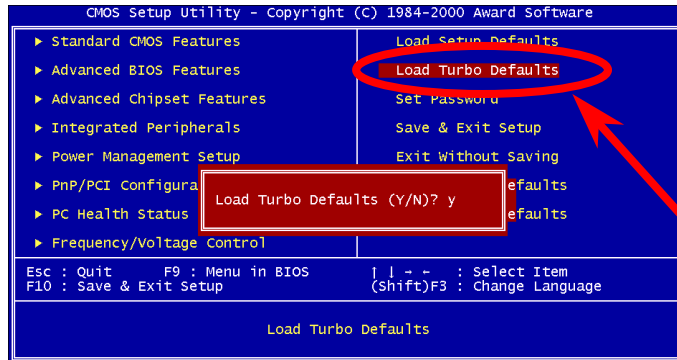 CMOS Setup Utility – Copyright (C) 1984-2000 Award Software
▶ Standard CMOS Features
▶ Advanced BIOS Features
▶ Advanced Chipset Features
▶ Integrated Peripherals
▶ Power Management Setup
▶ PnP/PCI Configura
▶ PC Health Status
▶ Frequency/Voltage Control
Load Setup Defaults
Load Turbo Defaults
Set Password
Save & Exit Setup
Exit Without Saving
efaults
efaults
Load Turbo Defaults (Y/N)? y
Esc : Quit F9 : Menu in BIOS ↑ ↓ → ← : Select Item
F10 : Save & Exit Setup (Shift)F3 : Change Language
Load Turbo Defaults